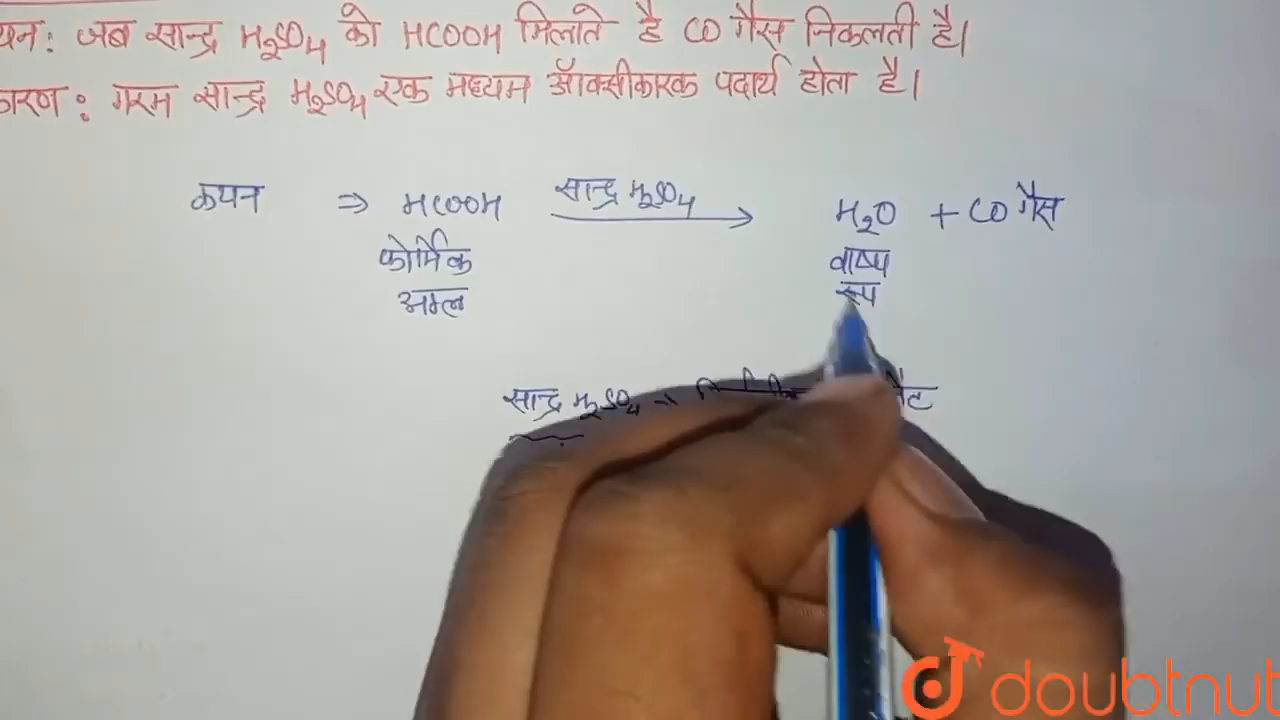 यन: जब सान्द्र H₂SO₄ को HCOOH मिलाते है CO गैस निकलती है।
कारण: गरम सान्द्र H₂SO₄ एक मध्यम ऑक्सीकारक पदार्थ होता है।
कथन ⇒ HCOOH सान्द्र H₂SO₄ → H₂O + CO गैस
फोर्मिक वाष्प
अम्ल रूप
सान्द्र H₂SO₄
doubtnut